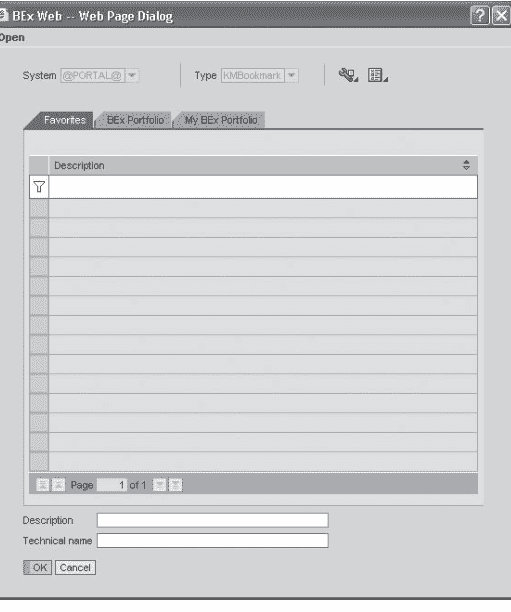 BEx Web -- Web Page Dialog
Open
System @PORTAL@ Type KMBookmark
Favorites BEx Portfolio My BEx Portfolio
Description
Page 1 of 1
Description
Technical name
OK Cancel